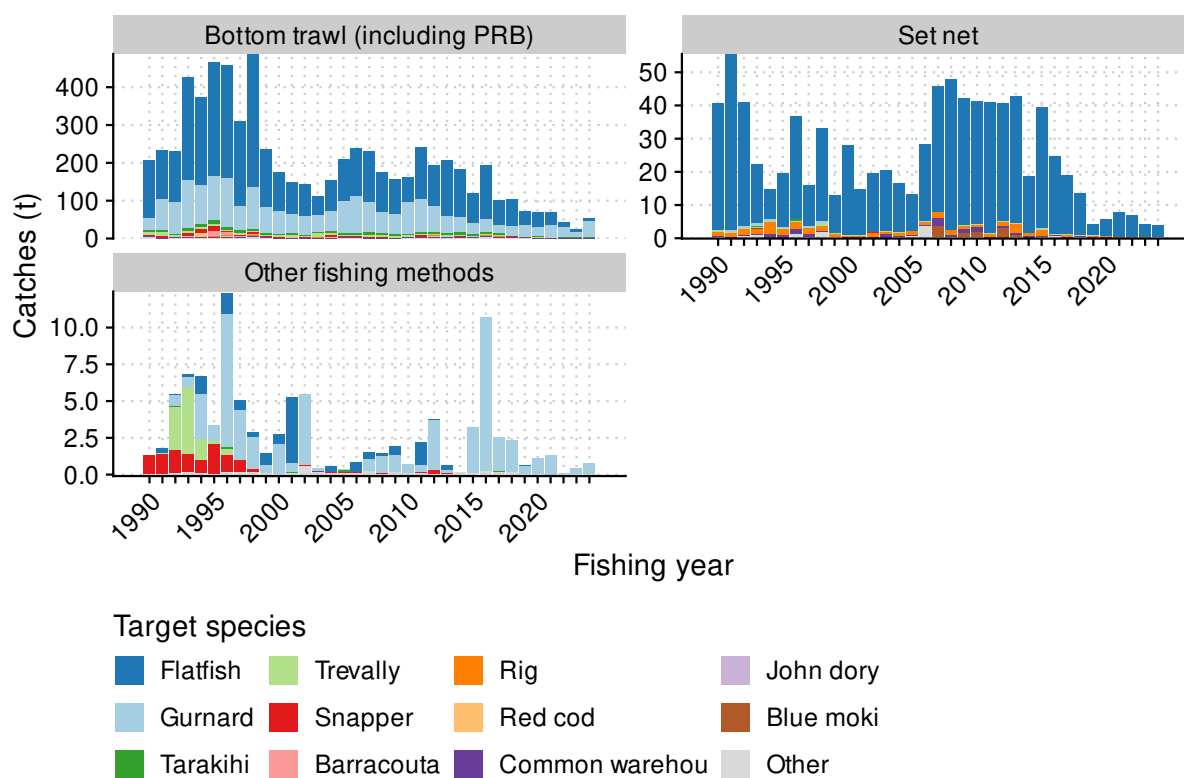 Bottom trawl (including PRB)
Set net
Catches (t)
400
300
200
100
0
50
40
30
20
10
0
1990
1995
2000
2005
2010
2015
2020
Other fishing methods
10.0
7.5
5.0
2.5
0.0
1990
1995
2000
2005
2010
2015
2020
Fishing year
Target species
Flatfish
Trevally
Rig
John dory
Gurnard
Snapper
Red cod
Blue moki
Tarakihi
Barracouta
Common warehou
Other